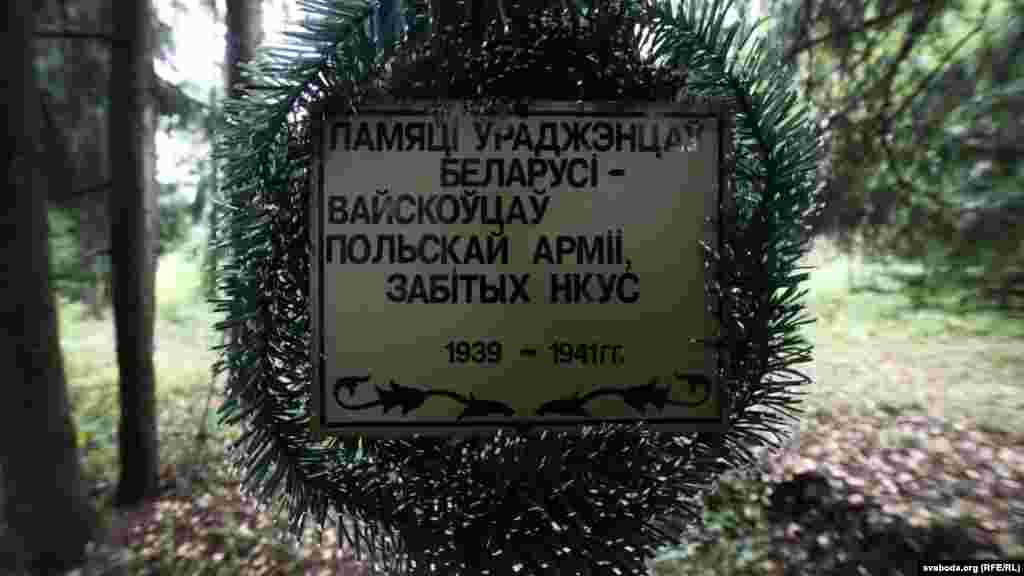 ПАМЯЦІ УРАДЖЭНЦАЎ
БЕЛАРУСІ -
ВАЙСКОЎЦАЎ
ПОЛЬСКАЙ АРМІІ,
ЗАБІТЫХ НКУС
1939 - 1941гг.
svaboda.org (RFE/RL)